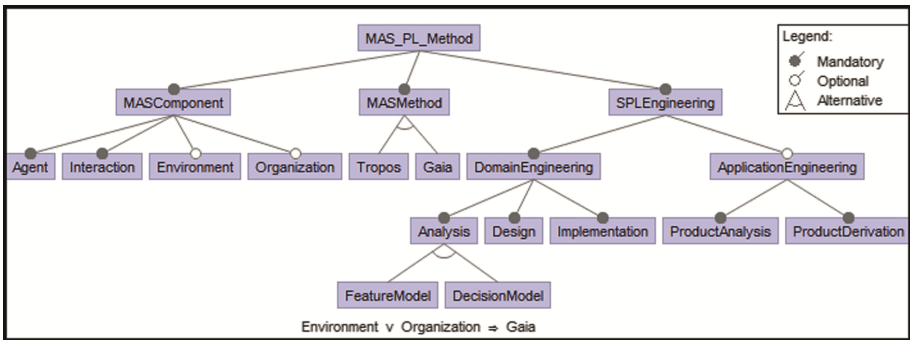 MAS_PL_Method
Legend:
Mandatory
Optional
Alternative
MASComponent
MASMethod
SPLEngineering
Agent
Interaction
Environment
Organization
Tropos
Gaia
DomainEngineering
ApplicationEngineering
Analysis
Design
Implementation
ProductAnalysis
ProductDerivation
FeatureModel
DecisionModel
Environment v Organization ⇒ Gaia